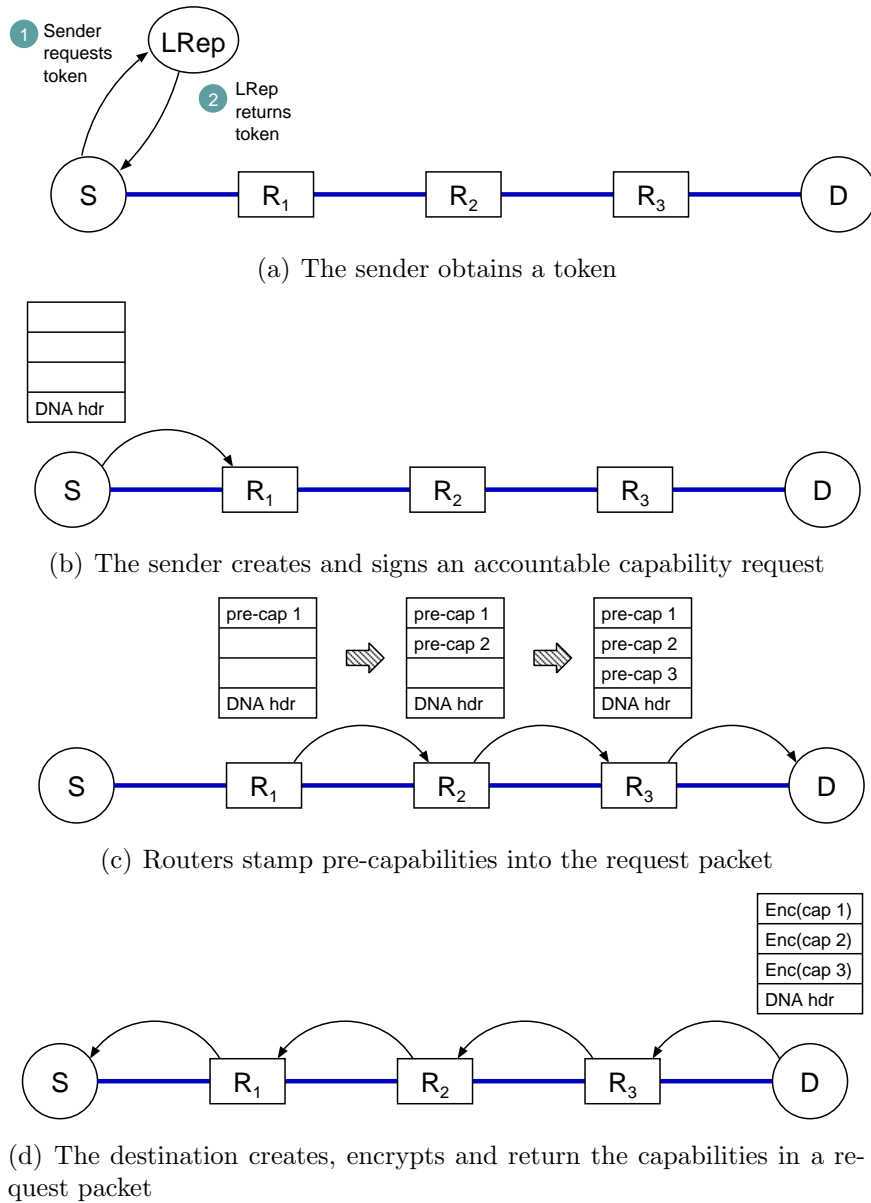 1 Sender
requests
token
LRep
2 LRep
returns
token
S R1 R2 R3 D
(a) The sender obtains a token
DNA hdr
S R1 R2 R3 D
(b) The sender creates and signs an accountable capability request
pre-cap 1 pre-cap 1 pre-cap 1
pre-cap 2 pre-cap 2
pre-cap 3
DNA hdr DNA hdr DNA hdr
S R1 R2 R3 D
(c) Routers stamp pre-capabilities into the request packet
Enc(cap 1)
Enc(cap 2)
Enc(cap 3)
DNA hdr
S R1 R2 R3 D
(d) The destination creates, encrypts and return the capabilities in a re-
quest packet